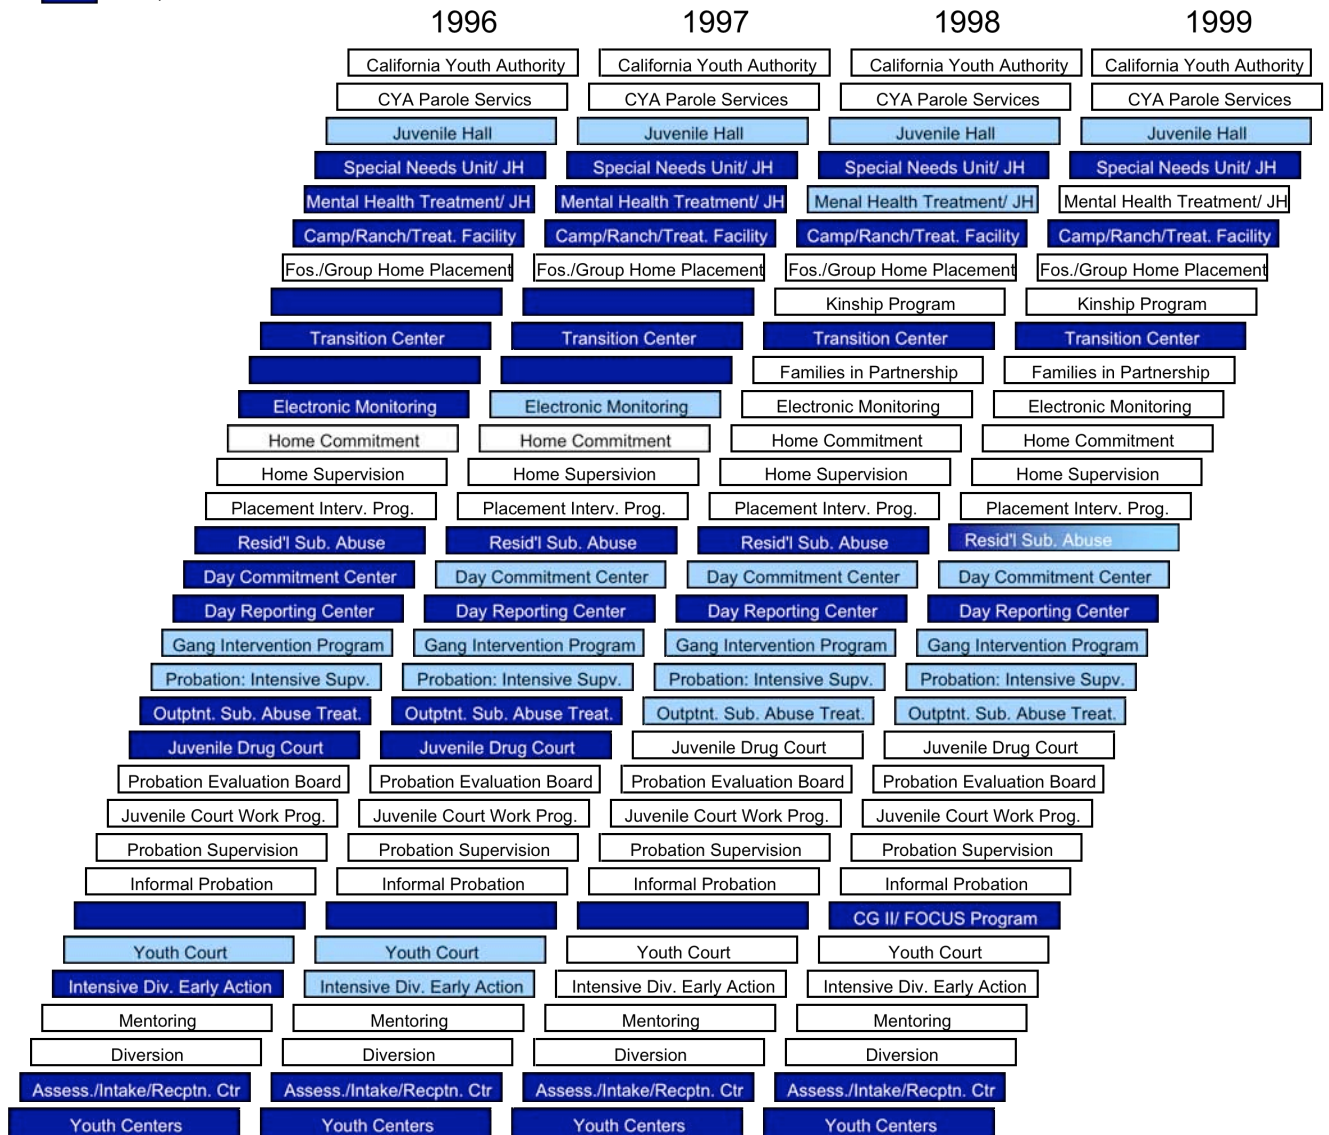 1996 1997 1998 1999
California Youth Authority California Youth Authority California Youth Authority California Youth Authority
CYA Parole Servics CYA Parole Services CYA Parole Services CYA Parole Services
Juvenile Hall Juvenile Hall Juvenile Hall Juvenile Hall
Special Needs Unit/ JH Special Needs Unit/ JH Special Needs Unit/ JH Special Needs Unit/ JH
Mental Health Treatment/ JH Mental Health Treatment/ JH Menal Health Treatment/ JH Mental Health Treatment/ JH
Camp/Ranch/Treat. Facility Camp/Ranch/Treat. Facility Camp/Ranch/Treat. Facility Camp/Ranch/Treat. Facility
Fos./Group Home Placement Fos./Group Home Placement Fos./Group Home Placement Fos./Group Home Placement
Kinship Program Kinship Program
Transition Center Transition Center Transition Center Transition Center
Families in Partnership Families in Partnership
Electronic Monitoring Electronic Monitoring Electronic Monitoring Electronic Monitoring
Home Commitment Home Commitment Home Commitment Home Commitment
Home Supervision Home Supersivion Home Supervision Home Supervision
Placement Interv. Prog. Placement Interv. Prog. Placement Interv. Prog. Placement Interv. Prog.
Resid'l Sub. Abuse Resid'l Sub. Abuse Resid'l Sub. Abuse Resid'l Sub. Abuse
Day Commitment Center Day Commitment Center Day Commitment Center Day Commitment Center
Day Reporting Center Day Reporting Center Day Reporting Center Day Reporting Center
Gang Intervention Program Gang Intervention Program Gang Intervention Program Gang Intervention Program
Probation: Intensive Supv. Probation: Intensive Supv. Probation: Intensive Supv. Probation: Intensive Supv.
Outptnt. Sub. Abuse Treat. Outptnt. Sub. Abuse Treat. Outptnt. Sub. Abuse Treat. Outptnt. Sub. Abuse Treat.
Juvenile Drug Court Juvenile Drug Court Juvenile Drug Court Juvenile Drug Court
Probation Evaluation Board Probation Evaluation Board Probation Evaluation Board Probation Evaluation Board
Juvenile Court Work Prog. Juvenile Court Work Prog. Juvenile Court Work Prog. Juvenile Court Work Prog.
Probation Supervision Probation Supervision Probation Supervision Probation Supervision
Informal Probation Informal Probation Informal Probation Informal Probation
CG II/ FOCUS Program
Youth Court Youth Court Youth Court Youth Court
Intensive Div. Early Action Intensive Div. Early Action Intensive Div. Early Action Intensive Div. Early Action
Mentoring Mentoring Mentoring Mentoring
Diversion Diversion Diversion Diversion
Assess./Intake/Recptn. Ctr Assess./Intake/Recptn. Ctr Assess./Intake/Recptn. Ctr Assess./Intake/Recptn. Ctr
Youth Centers Youth Centers Youth Centers Youth Centers